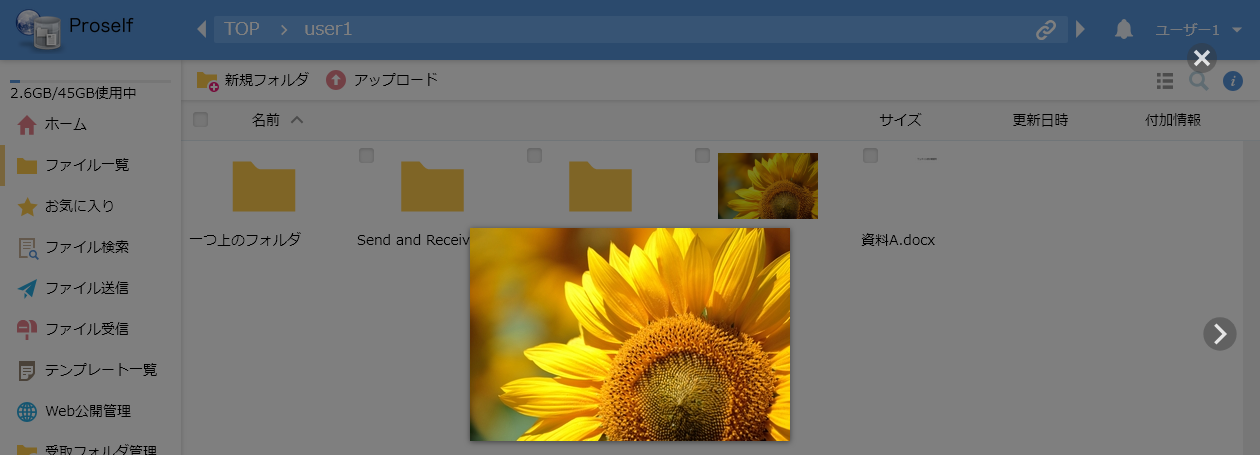 Proself
TOP > user1
ユーザー1
2.6GB/45GB使用中
新規フォルダ
アップロード
ホーム
名前
サイズ
更新日時
付加情報
ファイル一覧
お気に入り
一つ上のフォルダ
Send and Receiv
資料A.docx
ファイル検索
ファイル送信
ファイル受信
テンプレート一覧
Web公開管理
受取フォルダ管理